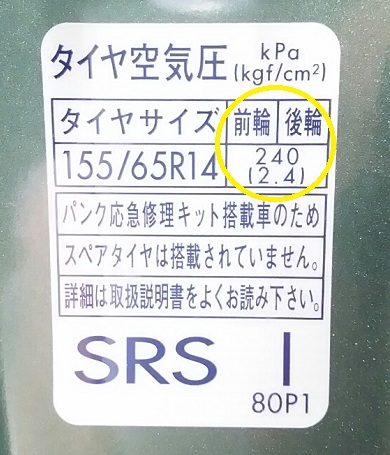 タイヤ空気圧 kPa
(kgf/cm²)
タイヤサイズ 前輪 後輪
155/65R14 240
(2.4)
パンク応急修理キット搭載車のため
スペアタイヤは搭載されていません。
詳細は取扱説明書をよくお読み下さい。
SRS I
80P1